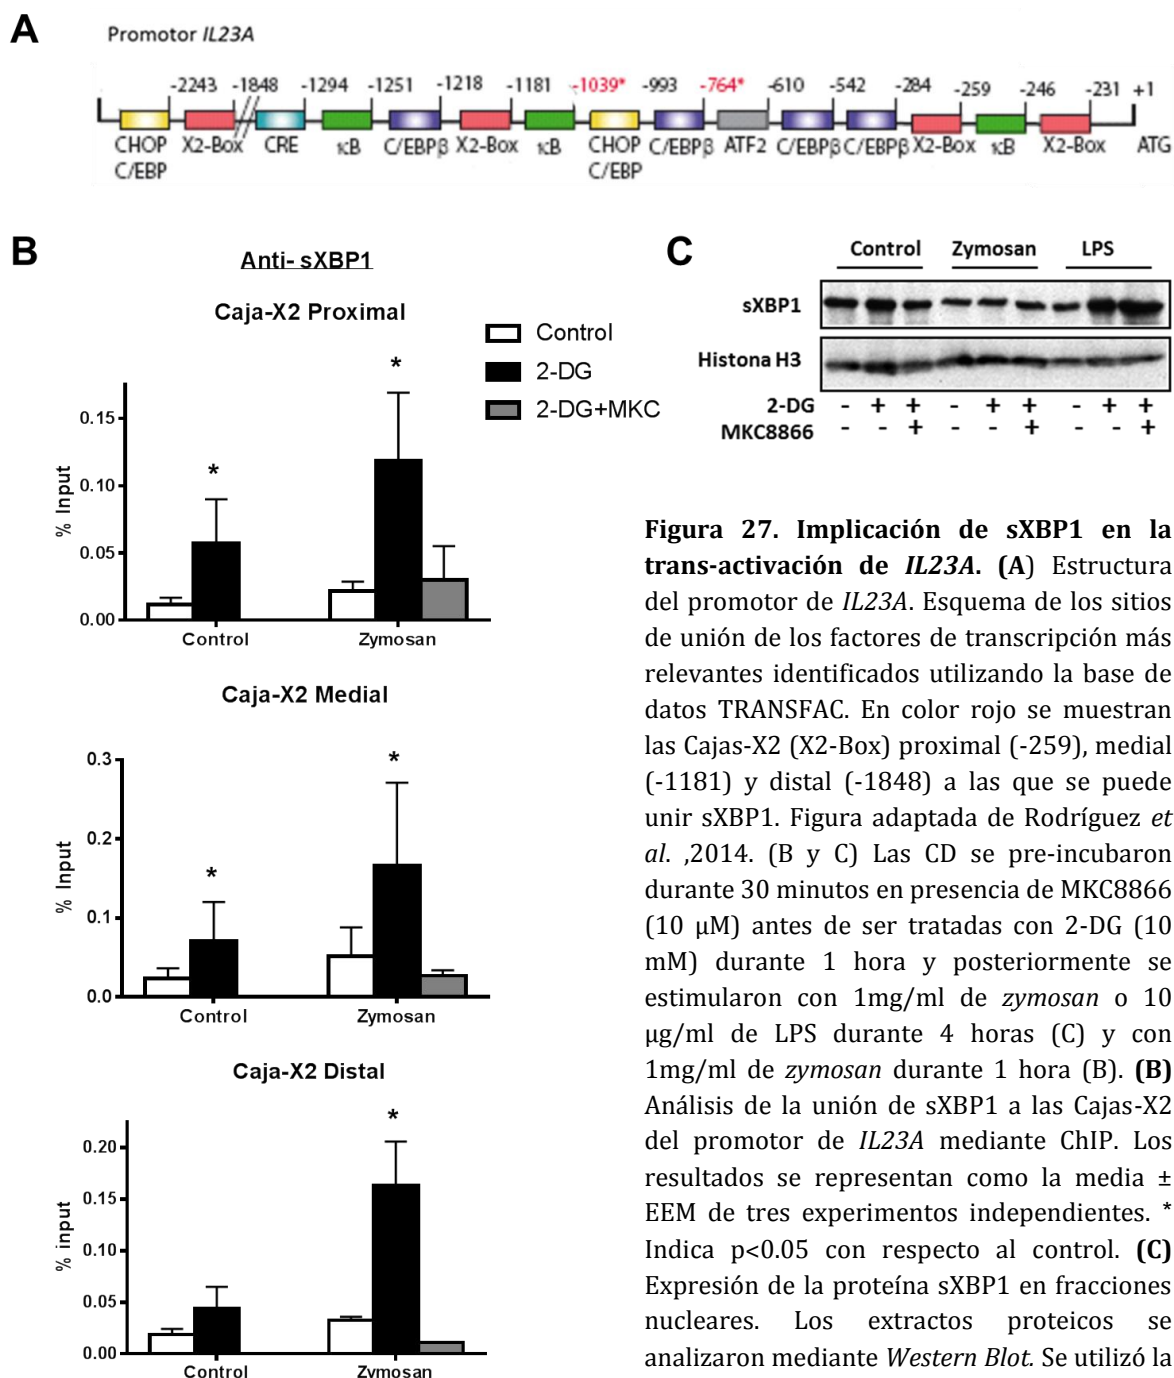 A
Promotor IL23A
-2243 -1848 -1294 -1251 -1218 -1181 -1039* -993 -764* -610 -542 -284 -259 -246 -231 +1
CHOP X2-Box CRE κB C/EBPβ X2-Box κB CHOP C/EBPβ ATF2 C/EBPβ C/EBPβ X2-Box κB X2-Box ATG
C/EBP C/EBP
B
Anti- sXBP1
Caja-X2 Proximal
Control
2-DG
2-DG+MKC
% Input
0.15
0.10
0.05
0.00
* *
Control Zymosan
Caja-X2 Medial
% Input
0.3
0.2
0.1
0.0
* *
Control Zymosan
Caja-X2 Distal
% input
0.20
0.15
0.10
0.05
0.00
*
Control Zymosan
C
Control Zymosan LPS
sXBP1
Histona H3
2-DG - + + - + + - + +
MKC8866 - - + - - + - - +
Figura 27. Implicación de sXBP1 en la
trans-activación de IL23A. (A) Estructura
del promotor de IL23A. Esquema de los sitios
de unión de los factores de transcripción más
relevantes identificados utilizando la base de
datos TRANSFAC. En color rojo se muestran
las Cajas-X2 (X2-Box) proximal (-259), medial
(-1181) y distal (-1848) a las que se puede
unir sXBP1. Figura adaptada de Rodríguez et
al. ,2014. (B y C) Las CD se pre-incubaron
durante 30 minutos en presencia de MKC8866
(10 µM) antes de ser tratadas con 2-DG (10
mM) durante 1 hora y posteriormente se
estimularon con 1mg/ml de zymosan o 10
µg/ml de LPS durante 4 horas (C) y con
1mg/ml de zymosan durante 1 hora (B). (B)
Análisis de la unión de sXBP1 a las Cajas-X2
del promotor de IL23A mediante ChIP. Los
resultados se representan como la media ±
EEM de tres experimentos independientes. *
Indica p<0.05 con respecto al control. (C)
Expresión de la proteína sXBP1 en fracciones
nucleares. Los extractos proteicos se
analizaron mediante Western Blot. Se utilizó la